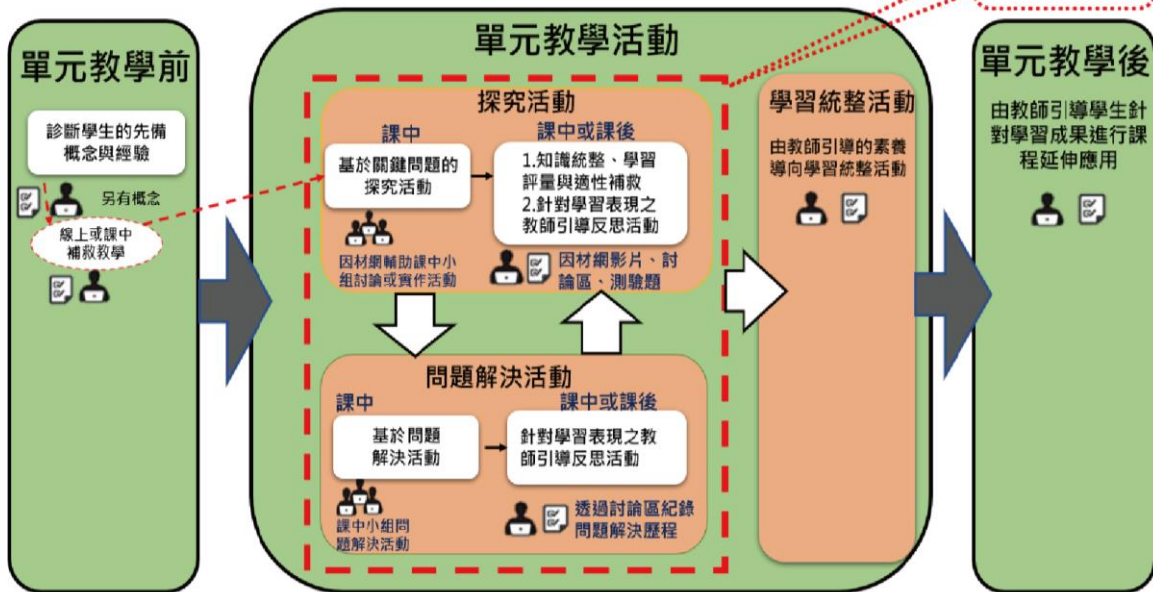 單元教學前
診斷學生的先備
概念與經驗
另有概念
線上或課中
補救教學
單元教學活動
探究活動
課中
基於關鍵問題的
探究活動
因材網輔助課中小
組討論或實作活動
課中或課後
1.知識統整、學習
評量與適性補救
2.針對學習表現之
教師引導反思活動
因材網影片、討
論區、測驗題
問題解決活動
課中
基於問題
解決活動
課中小組問
題解決活動
課中或課後
針對學習表現之教
師引導反思活動
透過討論區紀錄
問題解決歷程
學習統整活動
由教師引導的素養
導向學習統整活動
單元教學後
由教師引導學生針
對學習成果進行課
程延伸應用